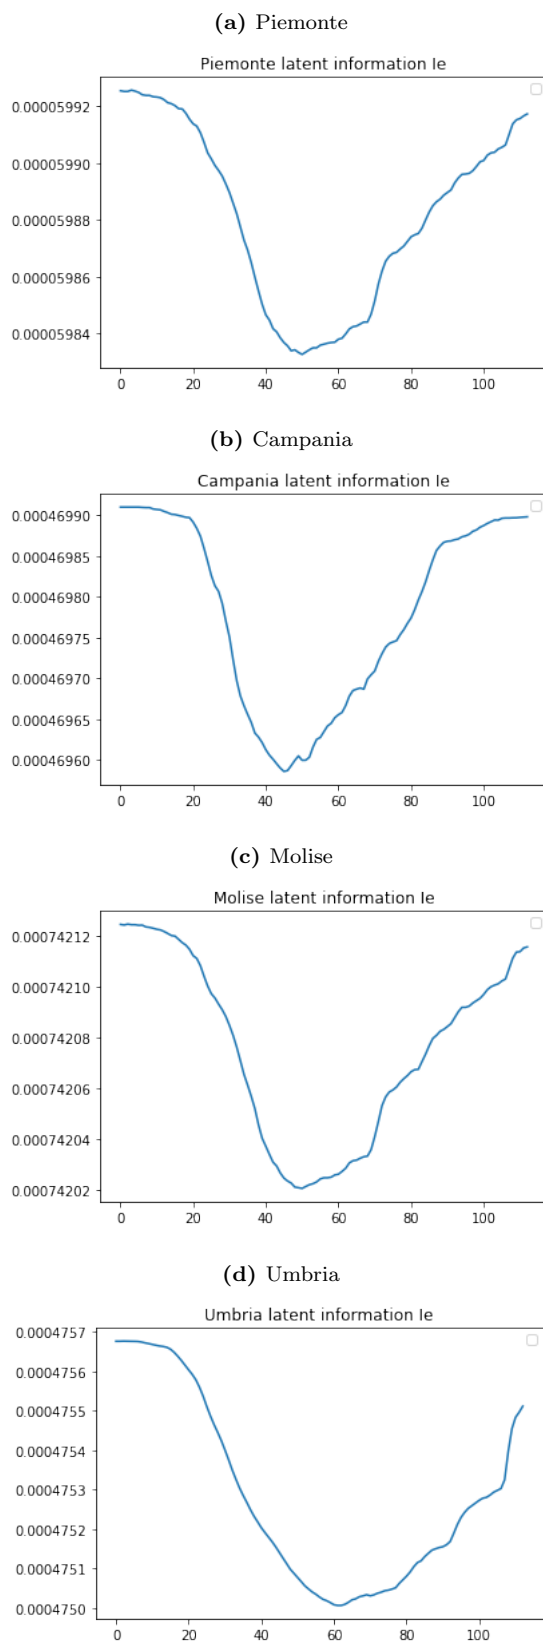 (a) Piemonte
Piemonte latent information Ie
0.00005992
0.00005990
0.00005988
0.00005986
0.00005984
0 20 40 60 80 100
(b) Campania
Campania latent information Ie
0.00046990
0.00046985
0.00046980
0.00046975
0.00046970
0.00046965
0.00046960
0 20 40 60 80 100
(c) Molise
Molise latent information Ie
0.00074212
0.00074210
0.00074208
0.00074206
0.00074204
0.00074202
0 20 40 60 80 100
(d) Umbria
Umbria latent information Ie
0.0004757
0.0004756
0.0004755
0.0004754
0.0004753
0.0004752
0.0004751
0.0004750
0 20 40 60 80 100